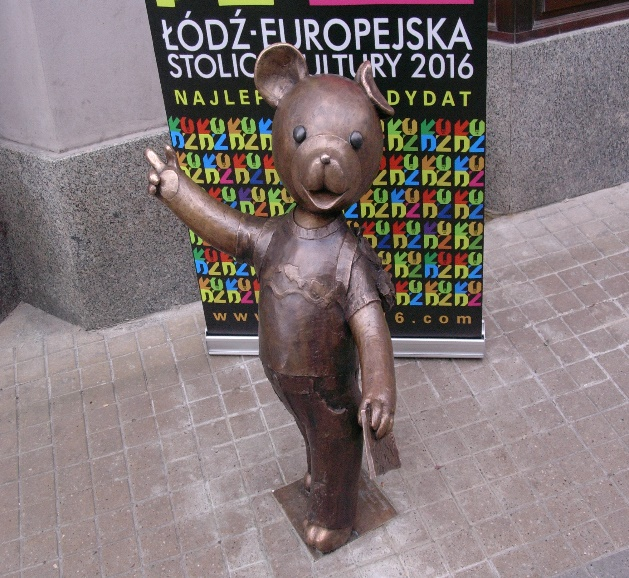 ŁÓDŹ-EUROPEJSKA
STOLIC ULTURY 2016
NAJLEP DYDAT
www. 6.com